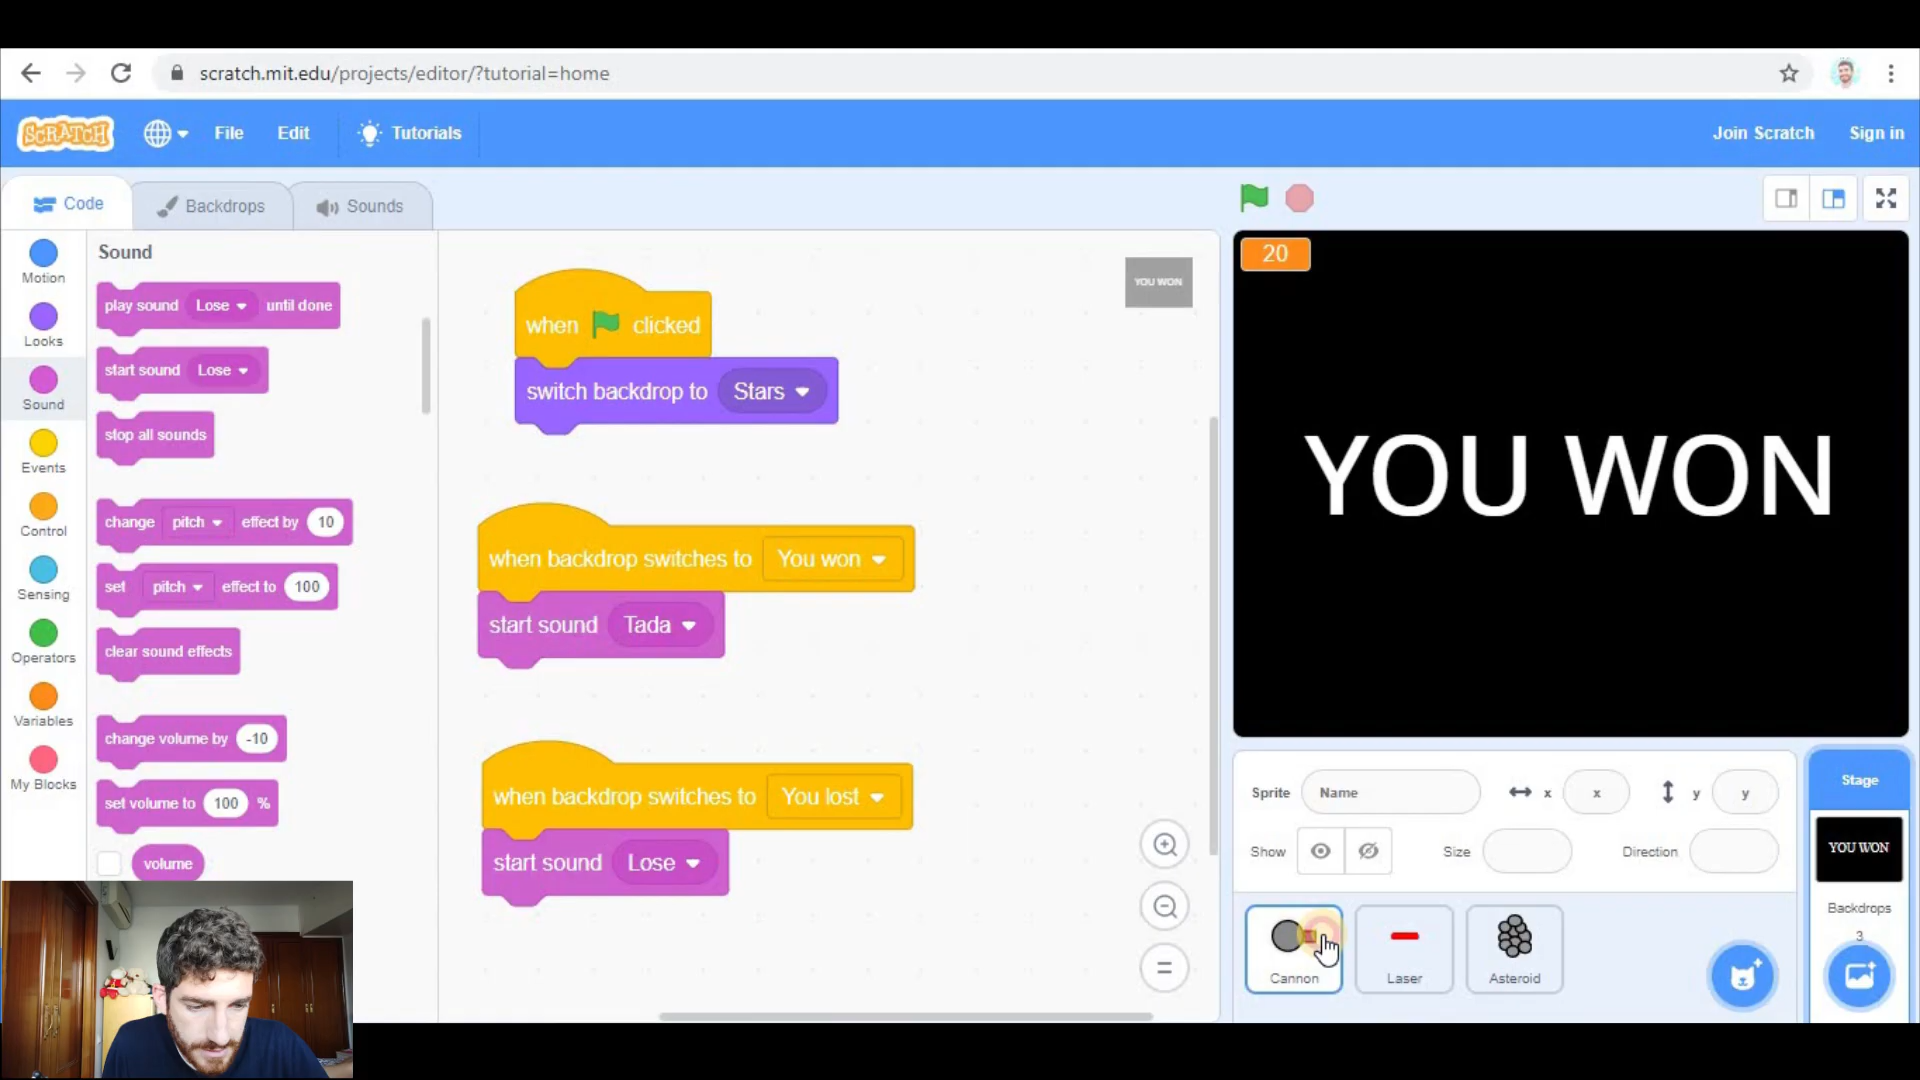 scratch.mit.edu/projects/editor/?tutorial=home
SCRATCH File Edit Tutorials Join Scratch Sign in
Code Backdrops Sounds
Motion
Looks
Sound
Events
Control
Sensing
Operators
Variables
My Blocks
Sound
play sound Lose until done
start sound Lose
stop all sounds
change pitch effect by 10
set pitch effect to 100
clear sound effects
change volume by -10
set volume to 100 %
volume
when clicked
switch backdrop to Stars
when backdrop switches to You won
start sound Tada
when backdrop switches to You lost
start sound Lose
YOU WON
20
YOU WON
Sprite Name x x y y
Show Size Direction
Cannon Laser Asteroid
Stage
YOU WON
Backdrops
3